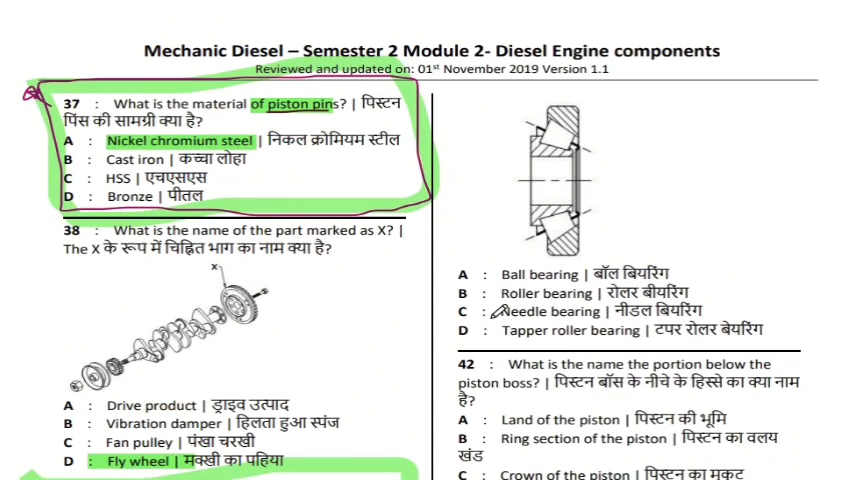 Mechanic Diesel – Semester 2 Module 2- Diesel Engine components
Reviewed and updated on: 01st November 2019 Version 1.1
37 : What is the material of piston pins? | पिस्टन
पिंस की सामग्री क्या है?
A : Nickel chromium steel | निकल क्रोमियम स्टील
B : Cast iron | कच्चा लोहा
C : HSS | एचएसएस
D : Bronze | पीतल
38 : What is the name of the part marked as X? |
The X के रूप में चिह्नित भाग का नाम क्या है?
X
A : Drive product | ड्राइव उत्पाद
B : Vibration damper | हिलता हुआ स्पंज
C : Fan pulley | पंखा चरखी
D : Fly wheel | मक्खी का पहिया
A : Ball bearing | बॉल बियरिंग
B : Roller bearing | रोलर बीयरिंग
C : Needle bearing | नीडल बियरिंग
D : Tapper roller bearing | टपर रोलर बेयरिंग
42 : What is the name the portion below the
piston boss? | पिस्टन बॉस के नीचे के हिस्से का क्या नाम
है?
A : Land of the piston | पिस्टन की भूमि
B : Ring section of the piston | पिस्टन का वलय
खंड
C : Crown of the piston | पिस्टन का मुकुट